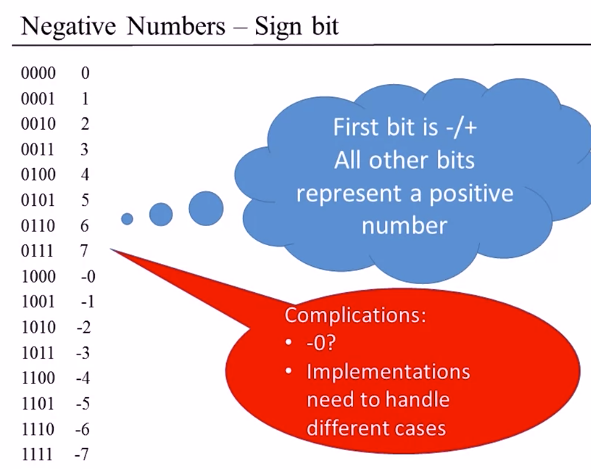 Negative Numbers – Sign bit
0000 0
0001 1
0010 2
0011 3
0100 4
0101 5
0110 6
0111 7
1000 -0
1001 -1
1010 -2
1011 -3
1100 -4
1101 -5
1110 -6
1111 -7
First bit is -/+
All other bits
represent a positive
number
Complications:
• -0?
• Implementations
need to handle
different cases